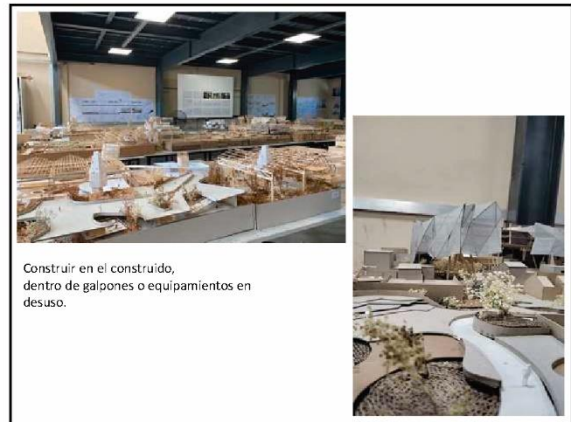 Construir en el construido,
dentro de galpones o equipamientos en
desuso.